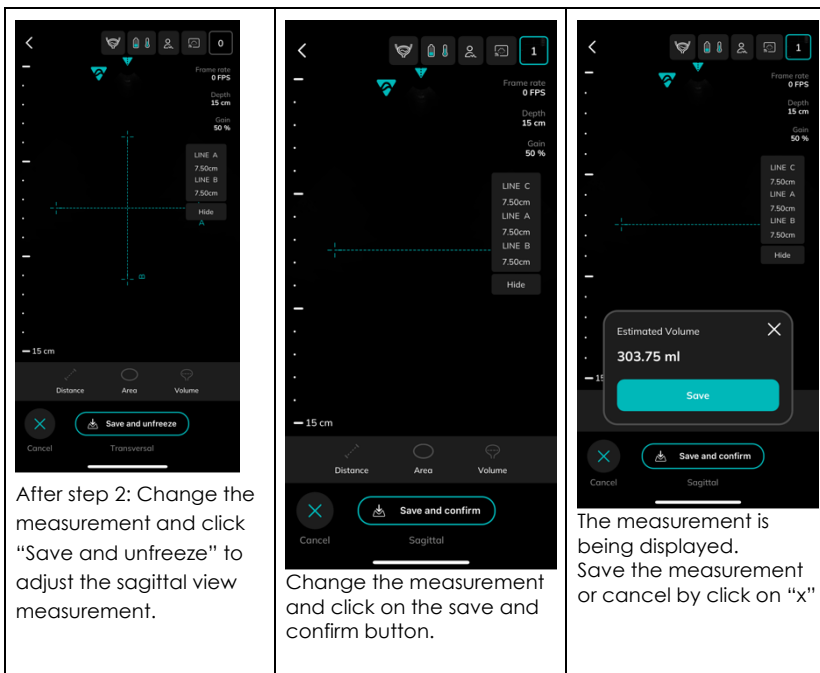 0
Frame rate
0 FPS
Depth
15 cm
Gain
50 %
LINE A
7.50cm
LINE B
7.50cm
Hide
A
B
15 cm
Distance Area Volume
Save and unfreeze
Cancel Transversal
After step 2: Change the
measurement and click
“Save and unfreeze” to
adjust the sagittal view
measurement.
1
Frame rate
0 FPS
Depth
15 cm
Gain
50 %
LINE C
7.50cm
LINE A
7.50cm
LINE B
7.50cm
Hide
15 cm
Distance Area Volume
Save and confirm
Cancel Sagittal
Change the measurement
and click on the save and
confirm button.
1
Frame rate
0 FPS
Depth
15 cm
Gain
50 %
LINE C
7.50cm
LINE A
7.50cm
LINE B
7.50cm
Hide
Estimated Volume
303.75 ml
15
Save
Save and confirm
Cancel Sagittal
The measurement is
being displayed.
Save the measurement
or cancel by click on “x”